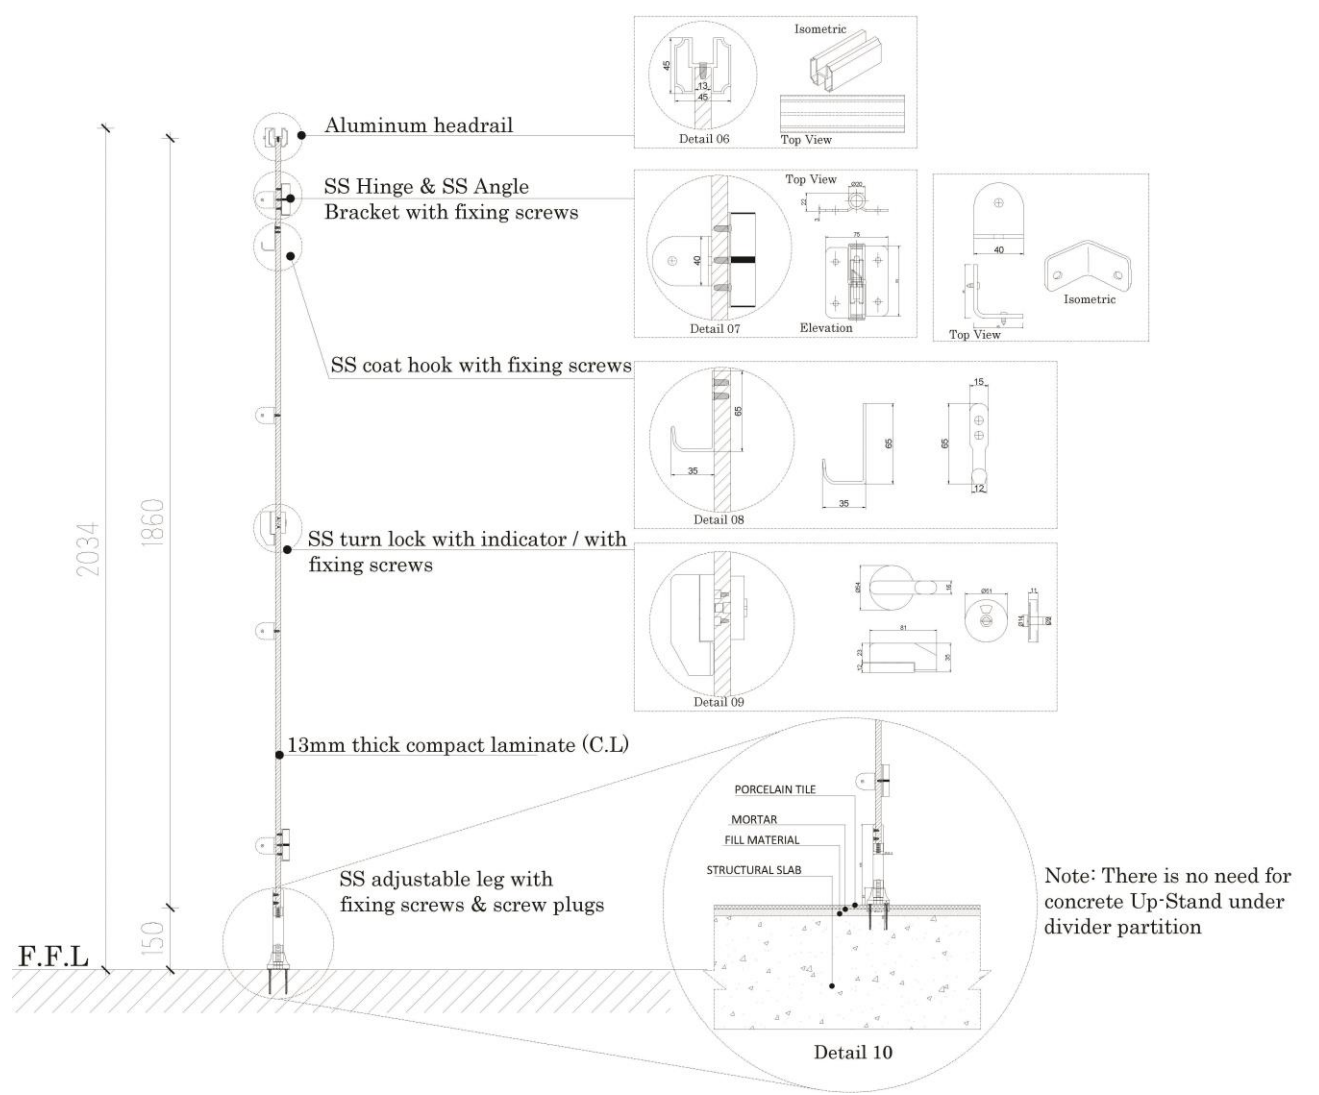 Isometric
45
13
45
Detail 06
Top View
Aluminum headrail
SS Hinge & SS Angle
Bracket with fixing screws
Top View
Ø20
22
3
75
40
Detail 07
Elevation
40
Isometric
Top View
SS coat hook with fixing screws
65
35
Detail 08
65
35
15
65
12
2034
1860
150
SS turn lock with indicator / with
fixing screws
Detail 09
Ø54
16
Ø51
11
Ø14
81
23
12
35
13mm thick compact laminate (C.L)
PORCELAIN TILE
MORTAR
FILL MATERIAL
STRUCTURAL SLAB
SS adjustable leg with
fixing screws & screw plugs
Note: There is no need for
concrete Up-Stand under
divider partition
F.F.L
Detail 10